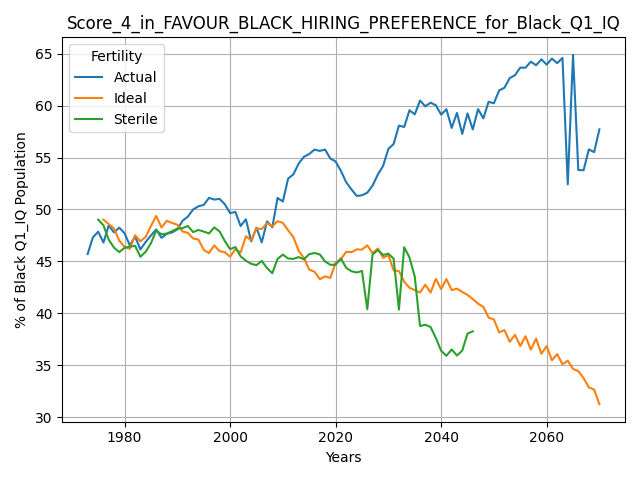 Score_4_in_FAVOUR_BLACK_HIRING_PREFERENCE_for_Black_Q1_IQ
Fertility
Actual
Ideal
Sterile
% of Black Q1_IQ Population
65
60
55
50
45
40
35
30
1980
2000
2020
2040
2060
Years